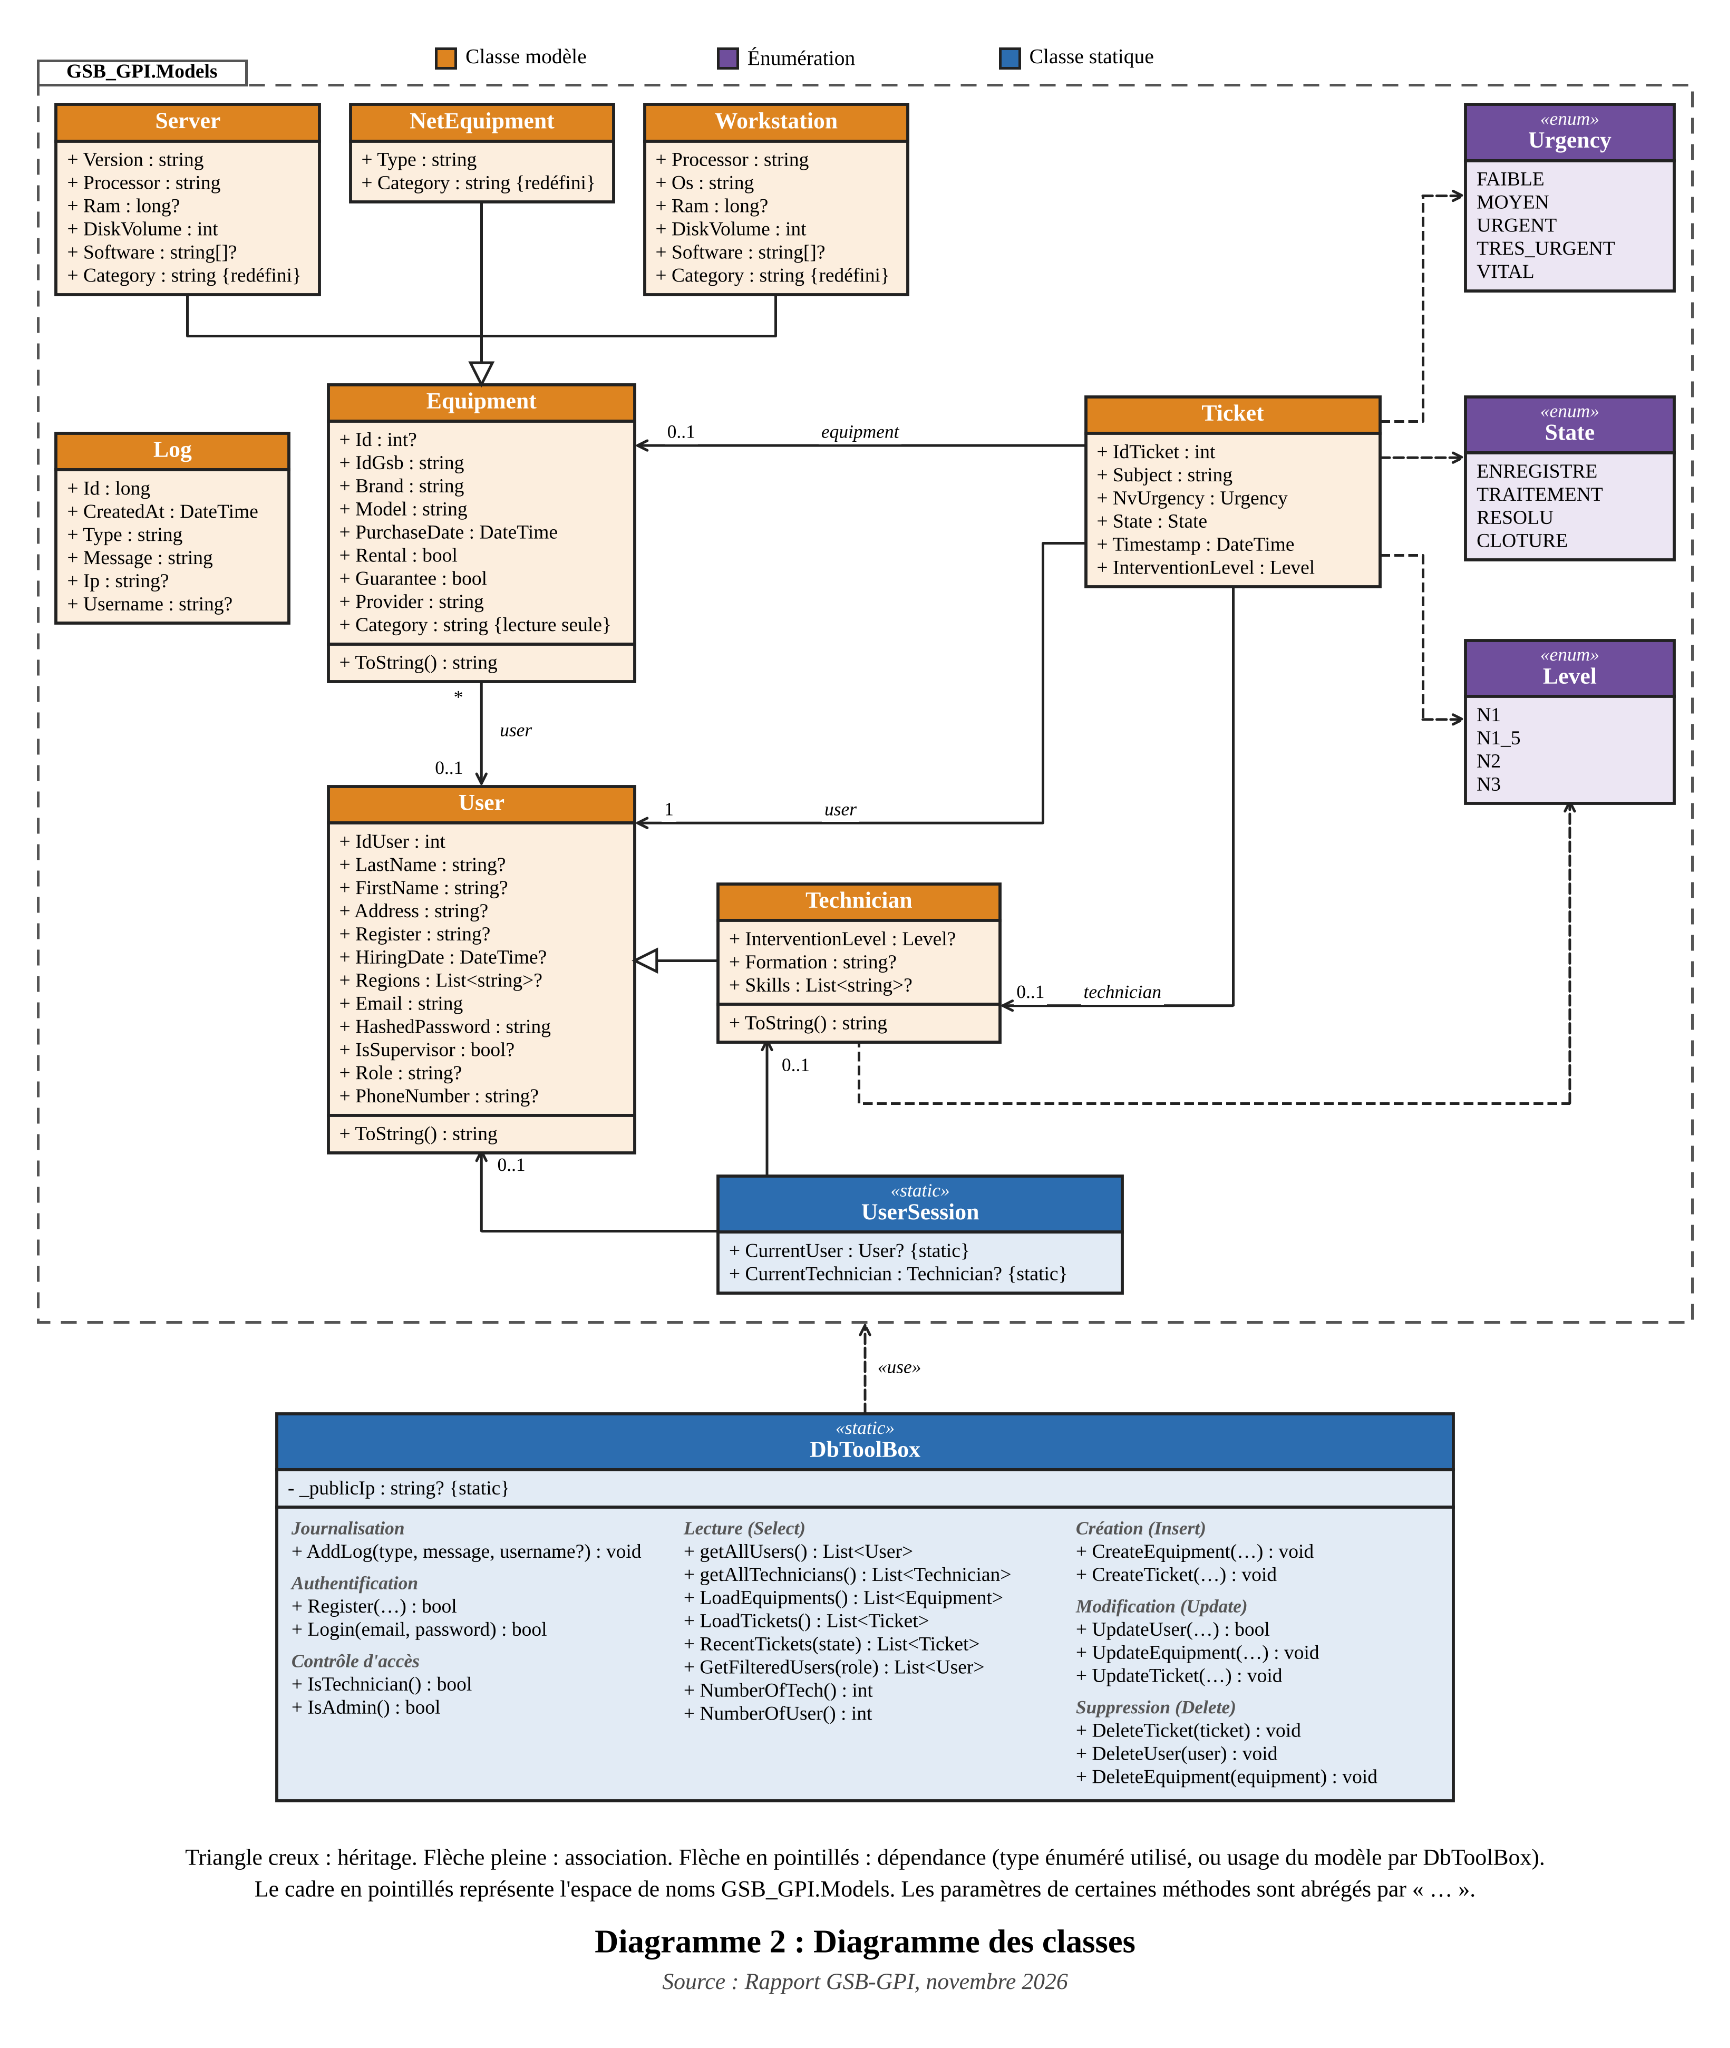 Classe modèle
Énumération
Classe statique
GSB_GPI.Models
Server
+ Version : string
+ Processor : string
+ Ram : long?
+ DiskVolume : int
+ Software : string[]?
+ Category : string {redéfini}
NetEquipment
+ Type : string
+ Category : string {redéfini}
Workstation
+ Processor : string
+ Os : string
+ Ram : long?
+ DiskVolume : int
+ Software : string[]?
+ Category : string {redéfini}
«enum»
Urgency
FAIBLE
MOYEN
URGENT
TRES_URGENT
VITAL
Log
+ Id : long
+ CreatedAt : DateTime
+ Type : string
+ Message : string
+ Ip : string?
+ Username : string?
Equipment
+ Id : int?
+ IdGsb : string
+ Brand : string
+ Model : string
+ PurchaseDate : DateTime
+ Rental : bool
+ Guarantee : bool
+ Provider : string
+ Category : string {lecture seule}
+ ToString() : string
0..1
equipment
Ticket
+ IdTicket : int
+ Subject : string
+ NvUrgency : Urgency
+ State : State
+ Timestamp : DateTime
+ InterventionLevel : Level
«enum»
State
ENREGISTRE
TRAITEMENT
RESOLU
CLOTURE
«enum»
Level
N1
N1_5
N2
N3
*
user
0..1
User
+ IdUser : int
+ LastName : string?
+ FirstName : string?
+ Address : string?
+ Register : string?
+ HiringDate : DateTime?
+ Regions : List<string>?
+ Email : string
+ HashedPassword : string
+ IsSupervisor : bool?
+ Role : string?
+ PhoneNumber : string?
+ ToString() : string
1
user
Technician
+ InterventionLevel : Level?
+ Formation : string?
+ Skills : List<string>?
+ ToString() : string
0..1
technician
0..1
0..1
«static»
UserSession
+ CurrentUser : User? {static}
+ CurrentTechnician : Technician? {static}
«use»
«static»
DbToolBox
- _publicIp : string? {static}
Journalisation
+ AddLog(type, message, username?) : void
Authentification
+ Register(…) : bool
+ Login(email, password) : bool
Contrôle d'accès
+ IsTechnician() : bool
+ IsAdmin() : bool
Lecture (Select)
+ getAllUsers() : List<User>
+ getAllTechnicians() : List<Technician>
+ LoadEquipments() : List<Equipment>
+ LoadTickets() : List<Ticket>
+ RecentTickets(state) : List<Ticket>
+ GetFilteredUsers(role) : List<User>
+ NumberOfTech() : int
+ NumberOfUser() : int
Création (Insert)
+ CreateEquipment(…) : void
+ CreateTicket(…) : void
Modification (Update)
+ UpdateUser(…) : bool
+ UpdateEquipment(…) : void
+ UpdateTicket(…) : void
Suppression (Delete)
+ DeleteTicket(ticket) : void
+ DeleteUser(user) : void
+ DeleteEquipment(equipment) : void
Triangle creux : héritage. Flèche pleine : association. Flèche en pointillés : dépendance (type énuméré utilisé, ou usage du modèle par DbToolBox).
Le cadre en pointillés représente l'espace de noms GSB_GPI.Models. Les paramètres de certaines méthodes sont abrégés par « … ».
Diagramme 2 : Diagramme des classes
Source : Rapport GSB-GPI, novembre 2026